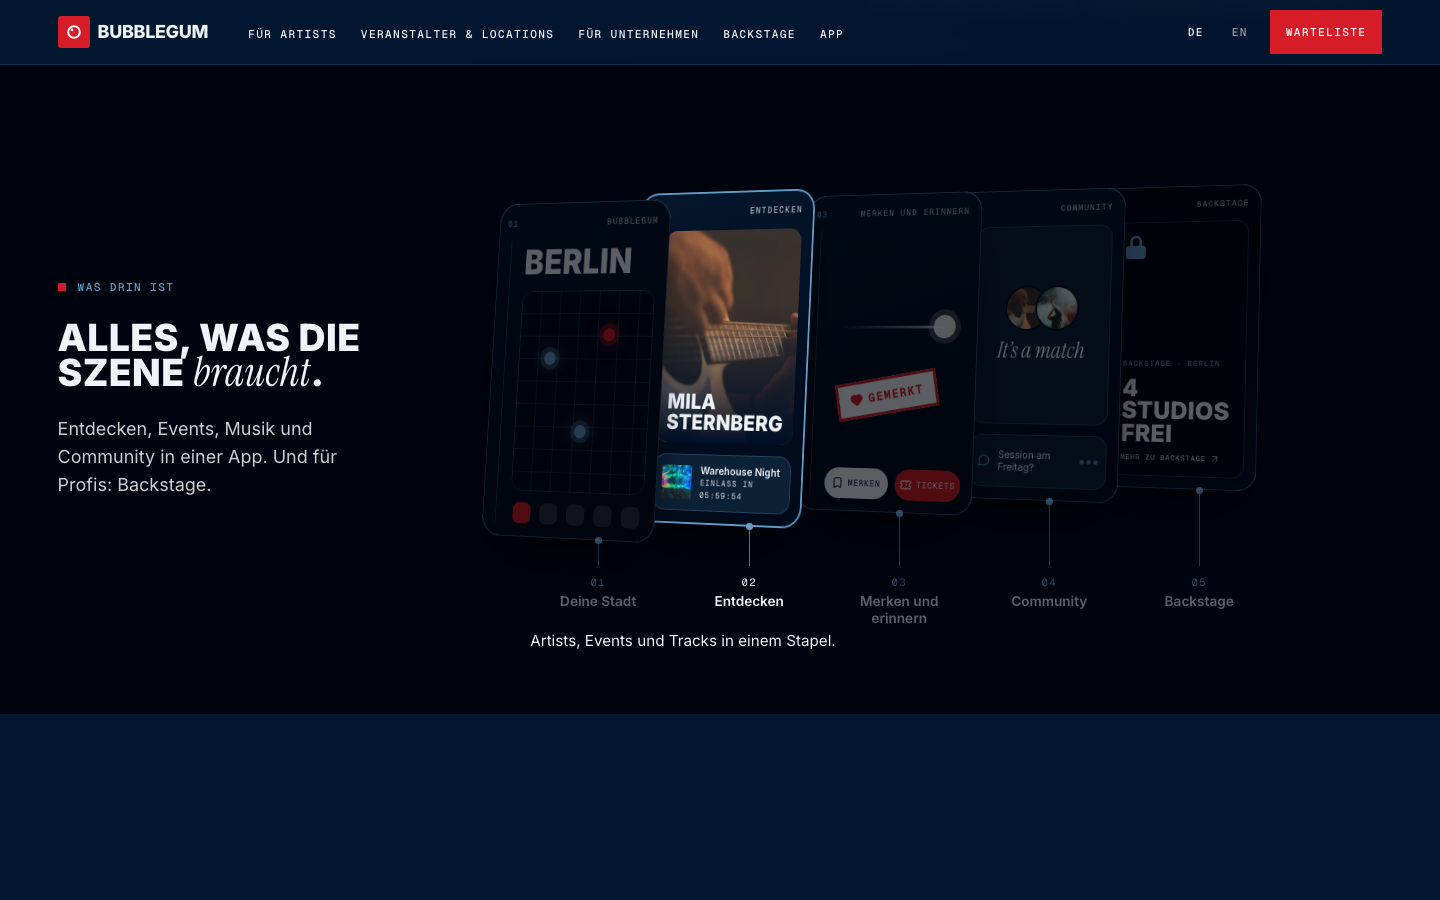 BUBBLEGUM
FÜR ARTISTS
VERANSTALTER & LOCATIONS
FÜR UNTERNEHMEN
BACKSTAGE
APP
DE
EN
WARTELISTE
WAS DRIN IST
ALLES, WAS DIE
SZENE braucht.
Entdecken, Events, Musik und
Community in einer App. Und für
Profis: Backstage.
01
BUBBLEGUM
BERLIN
ENTDECKEN
MILA
STERNBERG
Warehouse Night
EINLASS IN
05:59:54
03
MERKEN UND ERINNERN
GEMERKT
MERKEN
TICKETS
COMMUNITY
It's a match
Session am
Freitag?
BACKSTAGE
BACKSTAGE · BERLIN
4
STUDIOS
FREI
MEHR ZU BACKSTAGE
01
Deine Stadt
02
Entdecken
03
Merken und
erinnern
04
Community
05
Backstage
Artists, Events und Tracks in einem Stapel.